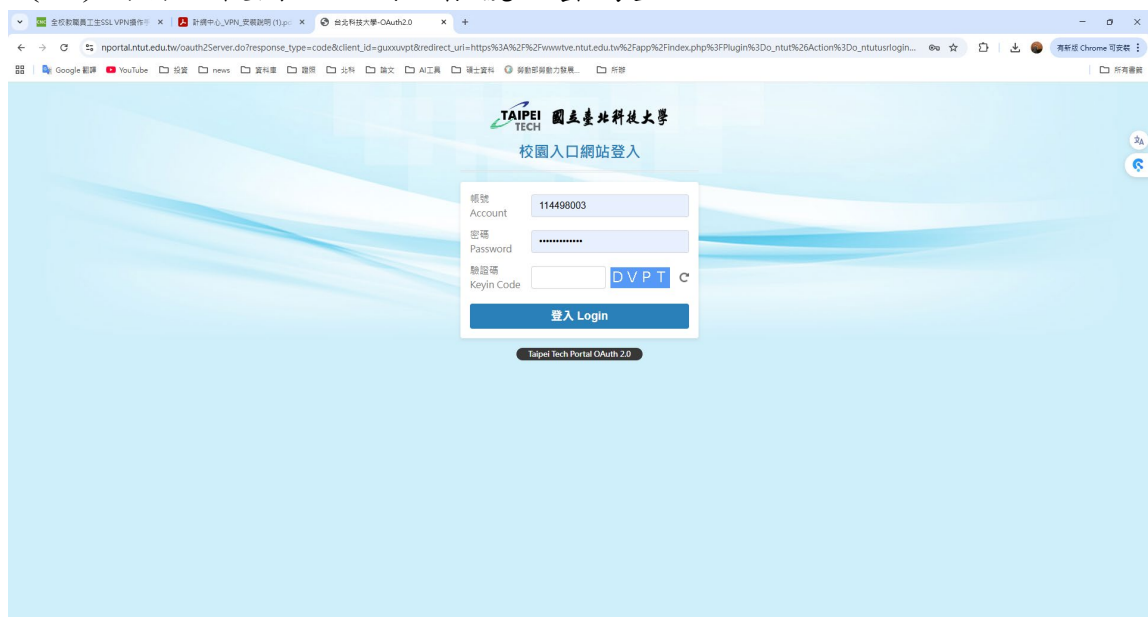 全校教職員工生SSL VPN操作手
計網中心_VPN_安裝說明 (1).pd
台北科技大學-OAuth2.0
nportal.ntut.edu.tw/oauth2Server.do?response_type=code&client_id=guxxuvpt&redirect_uri=https%3A%2F%2Fwwwtve.ntut.edu.tw%2Fapp%2Findex.php%3FPlugin%3Do_ntut%26Action%3Do_ntutusrlogin...
有新版 Chrome 可安裝
Google 翻譯 YouTube 投資 news 資料庫 證照 北科 論文 AI工具 碩士資料 勞動部勞動力發展... 所辦 所有書籤
TAIPEI TECH 國立臺北科技大學
校園入口網站登入
帳號
Account 114498003
密碼
Password
驗證碼
Keyin Code DVPT
登入 Login
Taipei Tech Portal OAuth 2.0